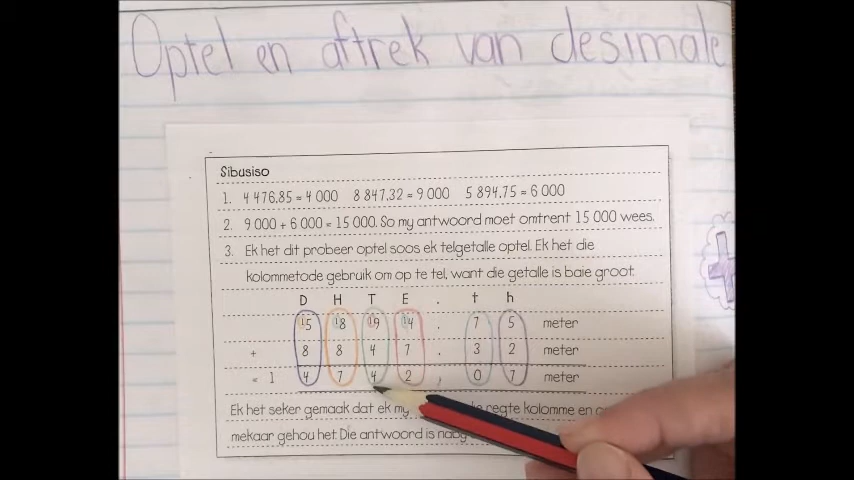 Optel en aftrek van desimale
Sibusiso
1. 4 476,85 ≈ 4 000 8 847,32 ≈ 9 000 5 894,75 ≈ 6 000
2. 9 000 + 6 000 = 15 000. So my antwoord moet omtrent 15 000 wees.
3. Ek het dit probeer optel soos ek telgetalle optel. Ek het die
kolommetode gebruik om op te tel, want die getalle is baie groot.
D H T E . t h
15 18 19 14 . 7 5 meter
+ 8 8 4 7 . 3 2 meter
= 1 4 7 4 2 , 0 7 meter
Ek het seker gemaak dat ek my regte kolomme en
mekaar gehou het. Die antwoord is naby